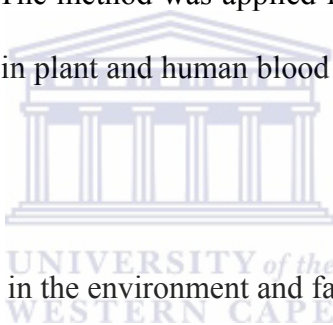 The method was applied
in plant and human blood
UNIVERSITY of the
in the environment and fa
WESTERN CAPE